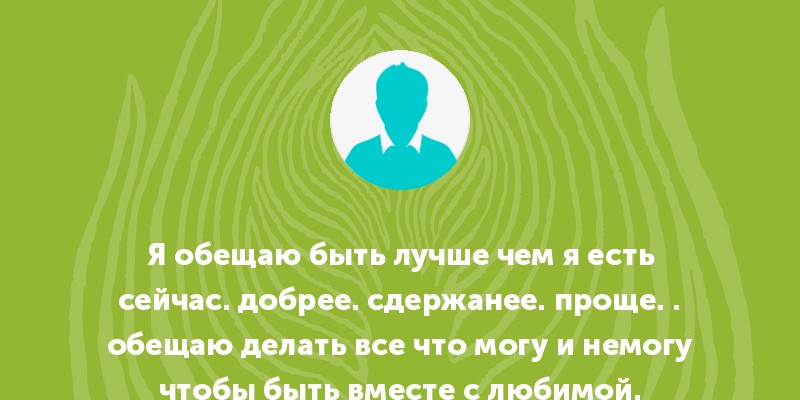 Я обещаю быть лучше чем я есть
сейчас. добрее. сдержанее. проще. .
обещаю делать все что могу и немогу
чтобы быть вместе с любимой.